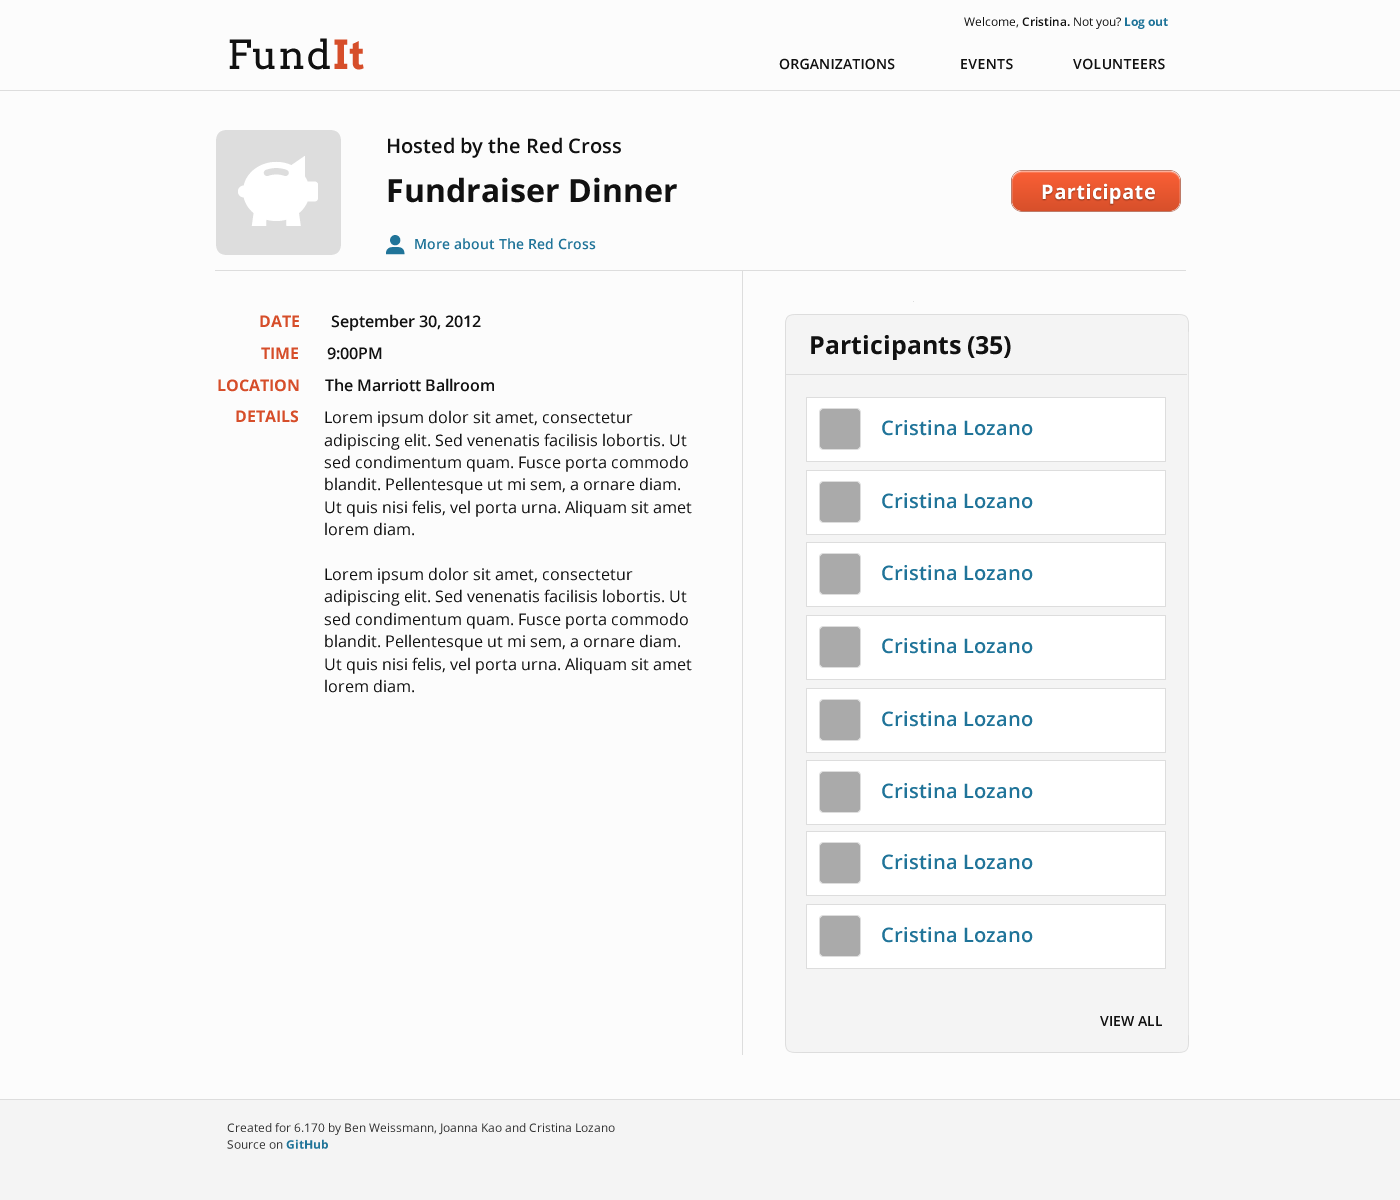 Welcome, Cristina. Not you? Log out
FundIt
ORGANIZATIONS EVENTS VOLUNTEERS
Hosted by the Red Cross
Fundraiser Dinner
Participate
More about The Red Cross
DATE September 30, 2012
TIME 9:00PM
LOCATION The Marriott Ballroom
DETAILS Lorem ipsum dolor sit amet, consectetur
adipiscing elit. Sed venenatis facilisis lobortis. Ut
sed condimentum quam. Fusce porta commodo
blandit. Pellentesque ut mi sem, a ornare diam.
Ut quis nisi felis, vel porta urna. Aliquam sit amet
lorem diam.
Lorem ipsum dolor sit amet, consectetur
adipiscing elit. Sed venenatis facilisis lobortis. Ut
sed condimentum quam. Fusce porta commodo
blandit. Pellentesque ut mi sem, a ornare diam.
Ut quis nisi felis, vel porta urna. Aliquam sit amet
lorem diam.
Participants (35)
Cristina Lozano
Cristina Lozano
Cristina Lozano
Cristina Lozano
Cristina Lozano
Cristina Lozano
Cristina Lozano
Cristina Lozano
VIEW ALL
Created for 6.170 by Ben Weissmann, Joanna Kao and Cristina Lozano
Source on GitHub